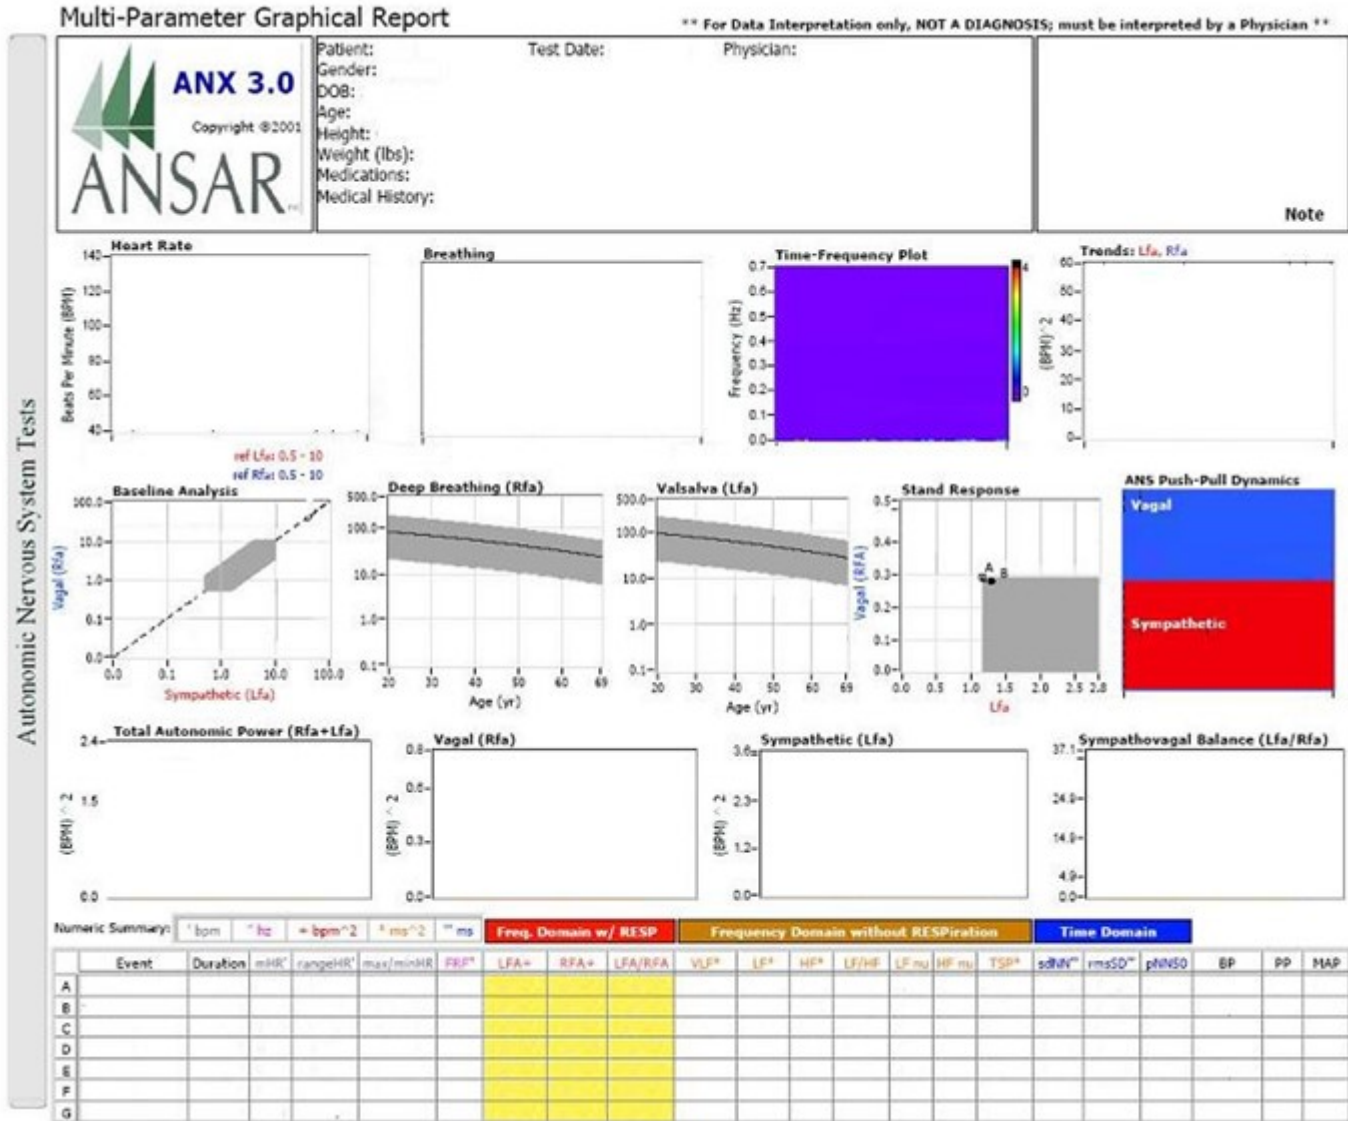 Multi-Parameter Graphical Report
** For Data Interpretation only, NOT A DIAGNOSIS; must be interpreted by a Physician **
Autonomic Nervous System Tests
ANX 3.0
Copyright ©2001
ANSAR
Patient: Test Date: Physician:
Gender:
DOB:
Age:
Height:
Weight (lbs):
Medications:
Medical History:
Note
Heart Rate
Beats Per Minute (BPM)
140
120
100
80
60
40
Breathing
Time-Frequency Plot
Frequency (Hz)
0.7
0.6
0.5
0.4
0.3
0.2
0.1
0.0
4
0
Trends: Lfa, Rfa
(BPM)^2
60
50
40
30
20
10
0
ref Lfa: 0.5 - 10
ref Rfa: 0.5 - 10
Baseline Analysis
Vagal (Rfa)
100.0
10.0
1.0
0.1
0.0
0.0 0.1 1.0 10.0 100.0
Sympathetic (Lfa)
Deep Breathing (Rfa)
500.0
100.0
10.0
1.0
0.1
20 30 40 50 60 69
Age (yr)
Valsalva (Lfa)
500.0
100.0
10.0
1.0
0.1
20 30 40 50 60 69
Age (yr)
Stand Response
Vagal (RFA)
0.5
0.4
0.3
0.2
0.1
0.0
A
B
0.0 0.5 1.0 1.5 2.0 2.5 2.8
Lfa
ANS Push-Pull Dynamics
Vagal
Sympathetic
Total Autonomic Power (Rfa+Lfa)
(BPM) ^ 2
2.4
1.5
0.0
Vagal (Rfa)
(BPM) ^ 2
0.8
0.6
0.3
0.0
Sympathetic (Lfa)
(BPM) ^ 2
3.6
2.3
1.2
0.0
Sympathovagal Balance (Lfa/Rfa)
37.1
24.9
14.9
4.9
0.0
Numeric Summary: * bpm * hz + bpm^2 * ms^2 ** ms Freq. Domain w/ RESP Frequency Domain without RESPiration Time Domain
Event Duration mHR* rangeHR* max/minHR FRF* LFA+ RFA+ LFA/RFA VLF* LF* HF* LF/HF LF nu HF nu TSP* sdNN** rmsSD** pNN50 BP PP MAP
A
B
C
D
E
F
G